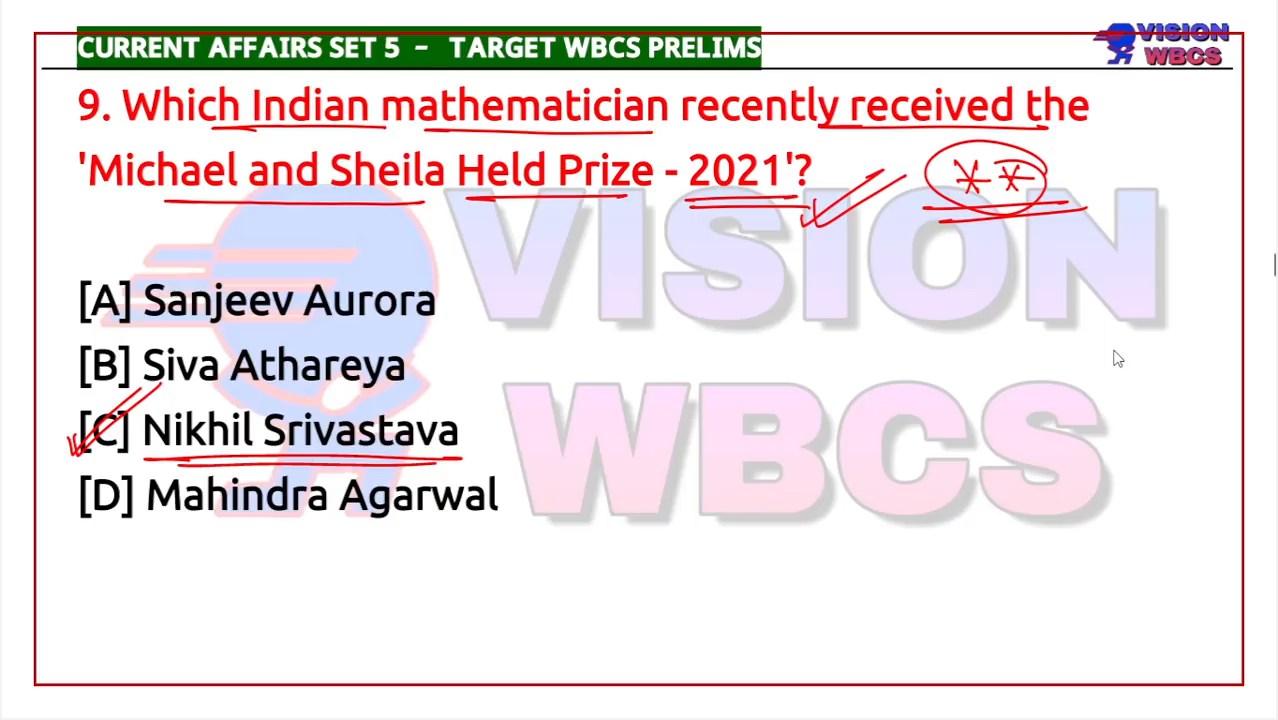 CURRENT AFFAIRS SET 5 - TARGET WBCS PRELIMS
VISION
WBCS
9. Which Indian mathematician recently received the
'Michael and Sheila Held Prize - 2021'?
**
VISION
WBCS
[A] Sanjeev Aurora
[B] Siva Athareya
[C] Nikhil Srivastava
[D] Mahindra Agarwal